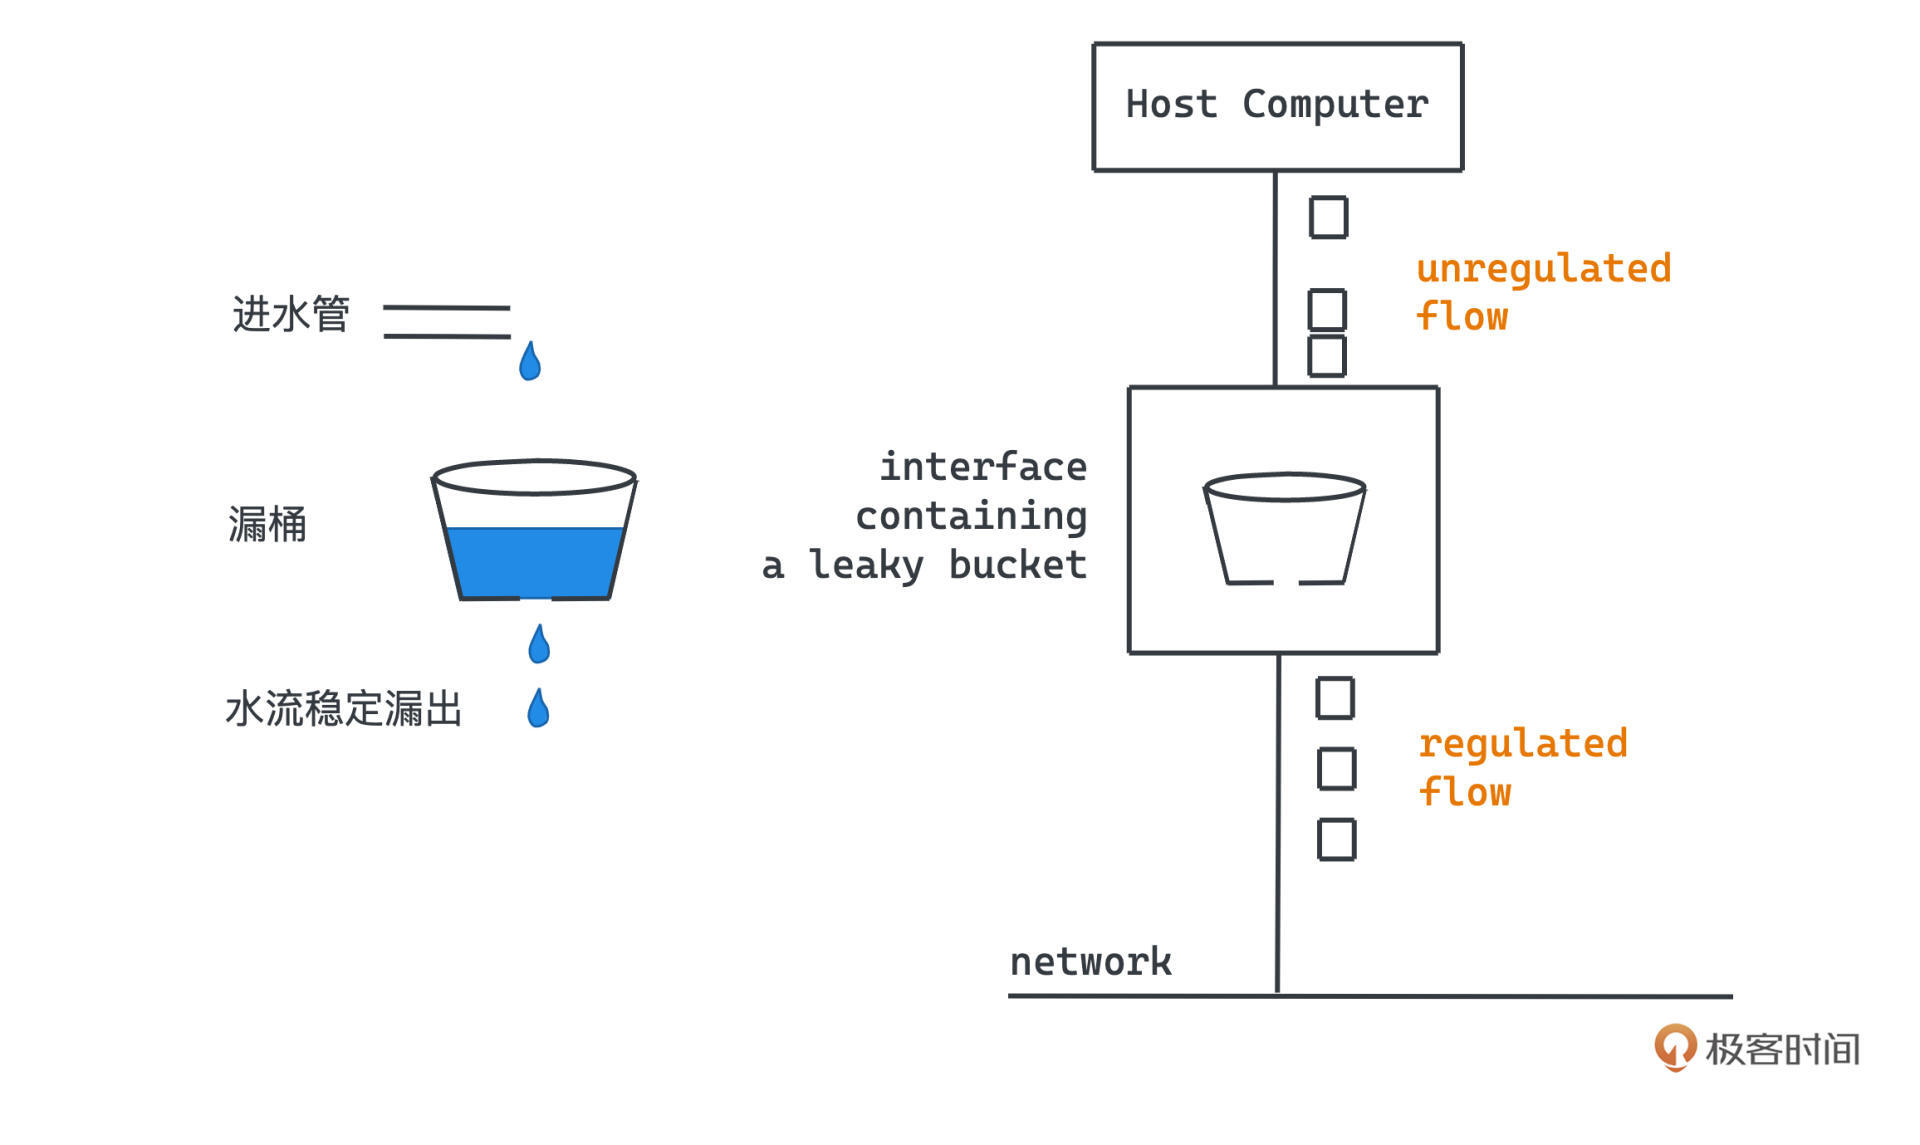 进水管
漏桶
水流稳定漏出
Host Computer
unregulated
flow
interface
containing
a leaky bucket
regulated
flow
network
极客时间